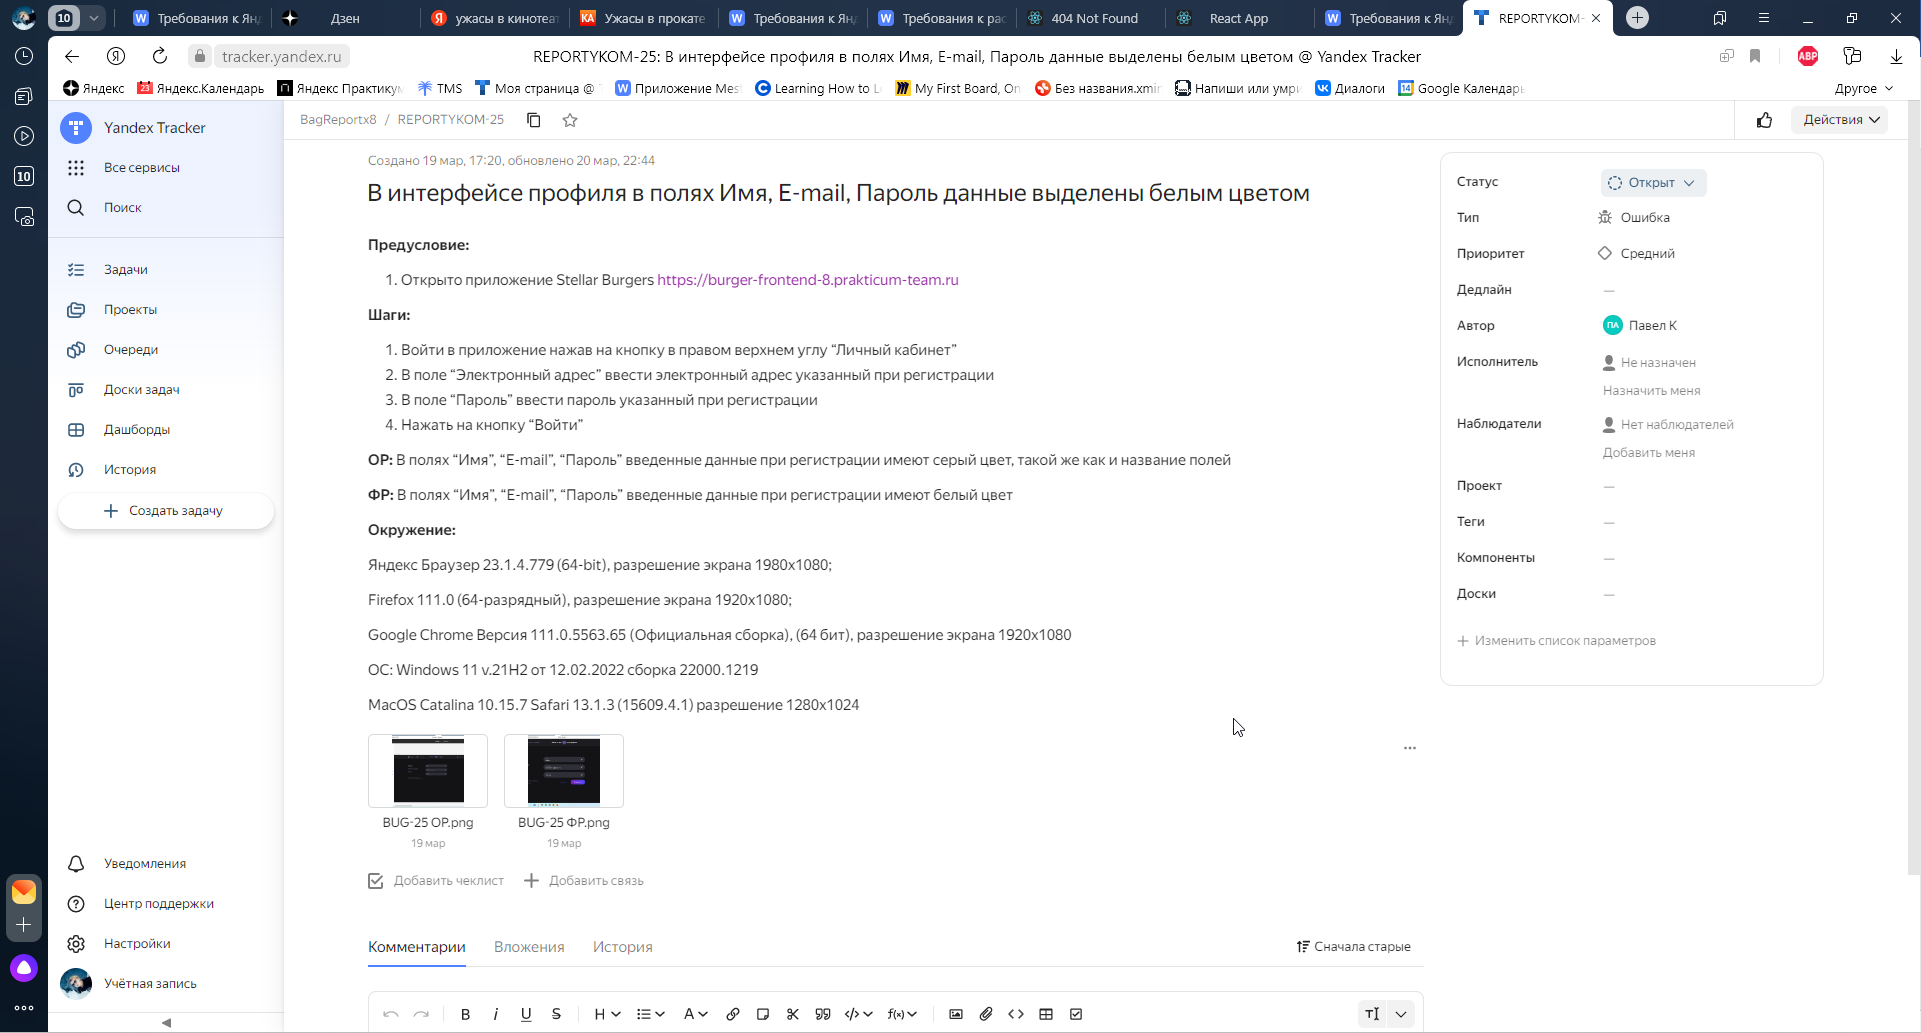 10
Требования к Ян
Дзен
ужасы в кинотеа
Ужасы в прокате
Требования к Ян
Требования к рас
404 Not Found
React App
Требования к Ян
REPORTYKOM-
tracker.yandex.ru
REPORTYKOM-25: В интерфейсе профиля в полях Имя, E-mail, Пароль данные выделены белым цветом @ Yandex Tracker
ABP
Яндекс
23 Яндекс.Календарь
Яндекс Практикум
TMS
Моя страница @
Приложение Mes
Learning How to L
My First Board, On
Без названия.xmin
Напиши или умри
Диалоги
14 Google Календарь
Другое
10
Yandex Tracker
Все сервисы
Поиск
Задачи
Проекты
Очереди
Доски задач
Дашборды
История
Создать задачу
Уведомления
Центр поддержки
Настройки
Учётная запись
BagReportx8 / REPORTYKOM-25
Действия
Создано 19 мар, 17:20, обновлено 20 мар, 22:44
В интерфейсе профиля в полях Имя, E-mail, Пароль данные выделены белым цветом
Предусловие:
1. Открыто приложение Stellar Burgers https://burger-frontend-8.prakticum-team.ru
Шаги:
1. Войти в приложение нажав на кнопку в правом верхнем углу “Личный кабинет”
2. В поле “Электронный адрес” ввести электронный адрес указанный при регистрации
3. В поле “Пароль” ввести пароль указанный при регистрации
4. Нажать на кнопку “Войти”
ОР: В полях “Имя”, “E-mail”, “Пароль” введенные данные при регистрации имеют серый цвет, такой же как и название полей
ФР: В полях “Имя”, “E-mail”, “Пароль” введенные данные при регистрации имеют белый цвет
Окружение:
Яндекс Браузер 23.1.4.779 (64-bit), разрешение экрана 1980x1080;
Firefox 111.0 (64-разрядный), разрешение экрана 1920x1080;
Google Chrome Версия 111.0.5563.65 (Официальная сборка), (64 бит), разрешение экрана 1920x1080
ОС: Windows 11 v.21H2 от 12.02.2022 сборка 22000.1219
MacOS Catalina 10.15.7 Safari 13.1.3 (15609.4.1) разрешение 1280x1024
BUG-25 ОР.png
19 мар
BUG-25 ФР.png
19 мар
Добавить чеклист
Добавить связь
Комментарии
Вложения
История
Сначала старые
Статус Открыт
Тип Ошибка
Приоритет Средний
Дедлайн —
Автор ПА Павел К
Исполнитель Не назначен
Назначить меня
Наблюдатели Нет наблюдателей
Добавить меня
Проект —
Теги —
Компоненты —
Доски —
Изменить список параметров